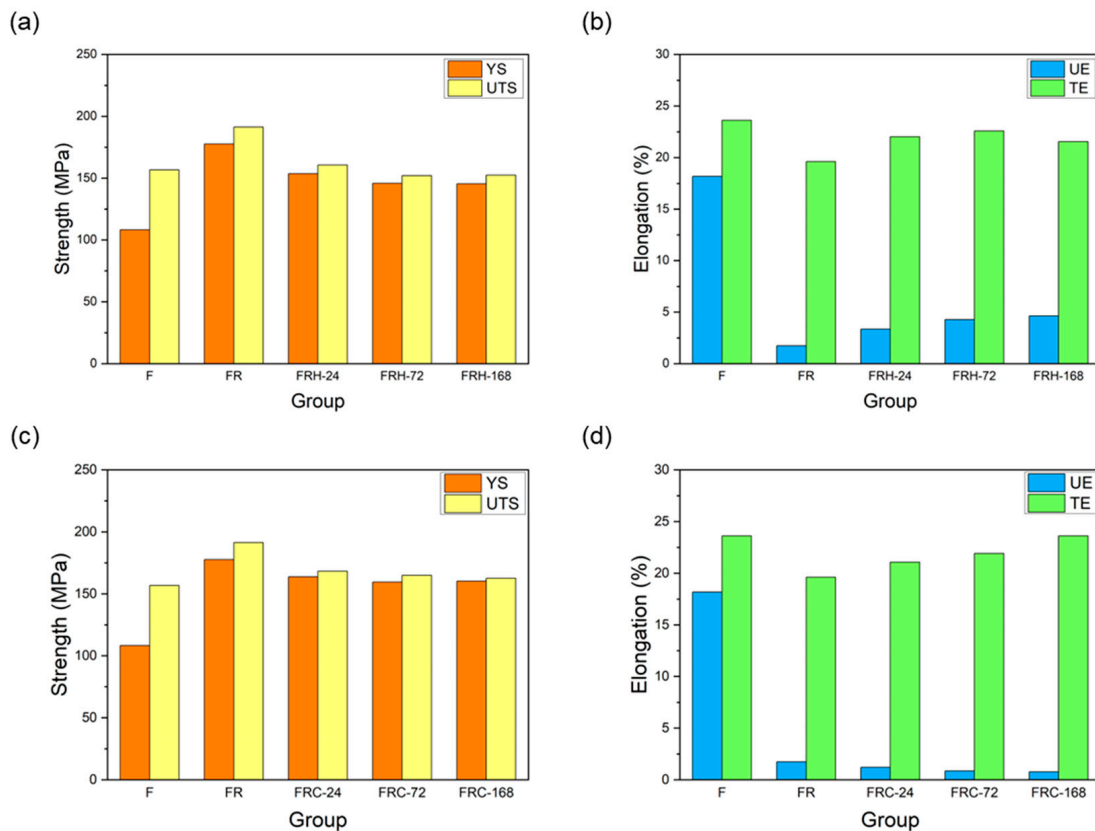 (a)
250
200
150
100
50
0
Strength (MPa)
YS
UTS
F FR FRH-24 FRH-72 FRH-168
Group
(b)
30
25
20
15
10
5
0
Elongation (%)
UE
TE
F FR FRH-24 FRH-72 FRH-168
Group
(c)
250
200
150
100
50
0
Strength (MPa)
YS
UTS
F FR FRC-24 FRC-72 FRC-168
Group
(d)
30
25
20
15
10
5
0
Elongation (%)
UE
TE
F FR FRC-24 FRC-72 FRC-168
Group